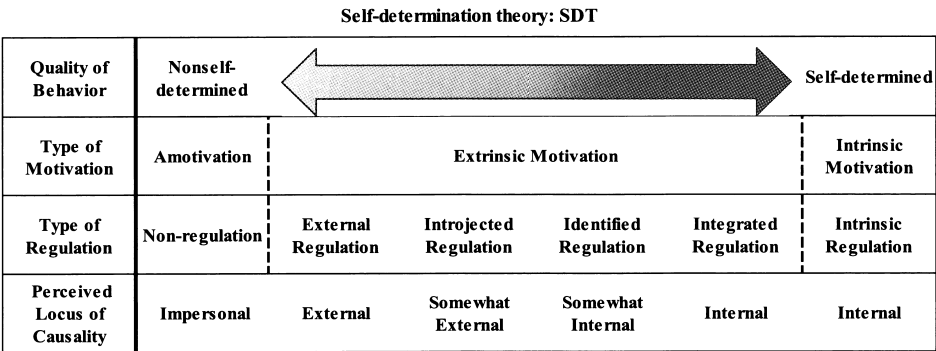 Self-determination theory: SDT
Quality of
Behavior
Nonself-
determined
Self-determined
Type of
Motivation
Amotivation
Extrinsic Motivation
Intrinsic
Motivation
Type of
Regulation
Non-regulation
External
Regulation
Introjected
Regulation
Identified
Regulation
Integrated
Regulation
Intrinsic
Regulation
Perceived
Locus of
Causality
Impersonal
External
Somewhat
External
Somewhat
Internal
Internal
Internal